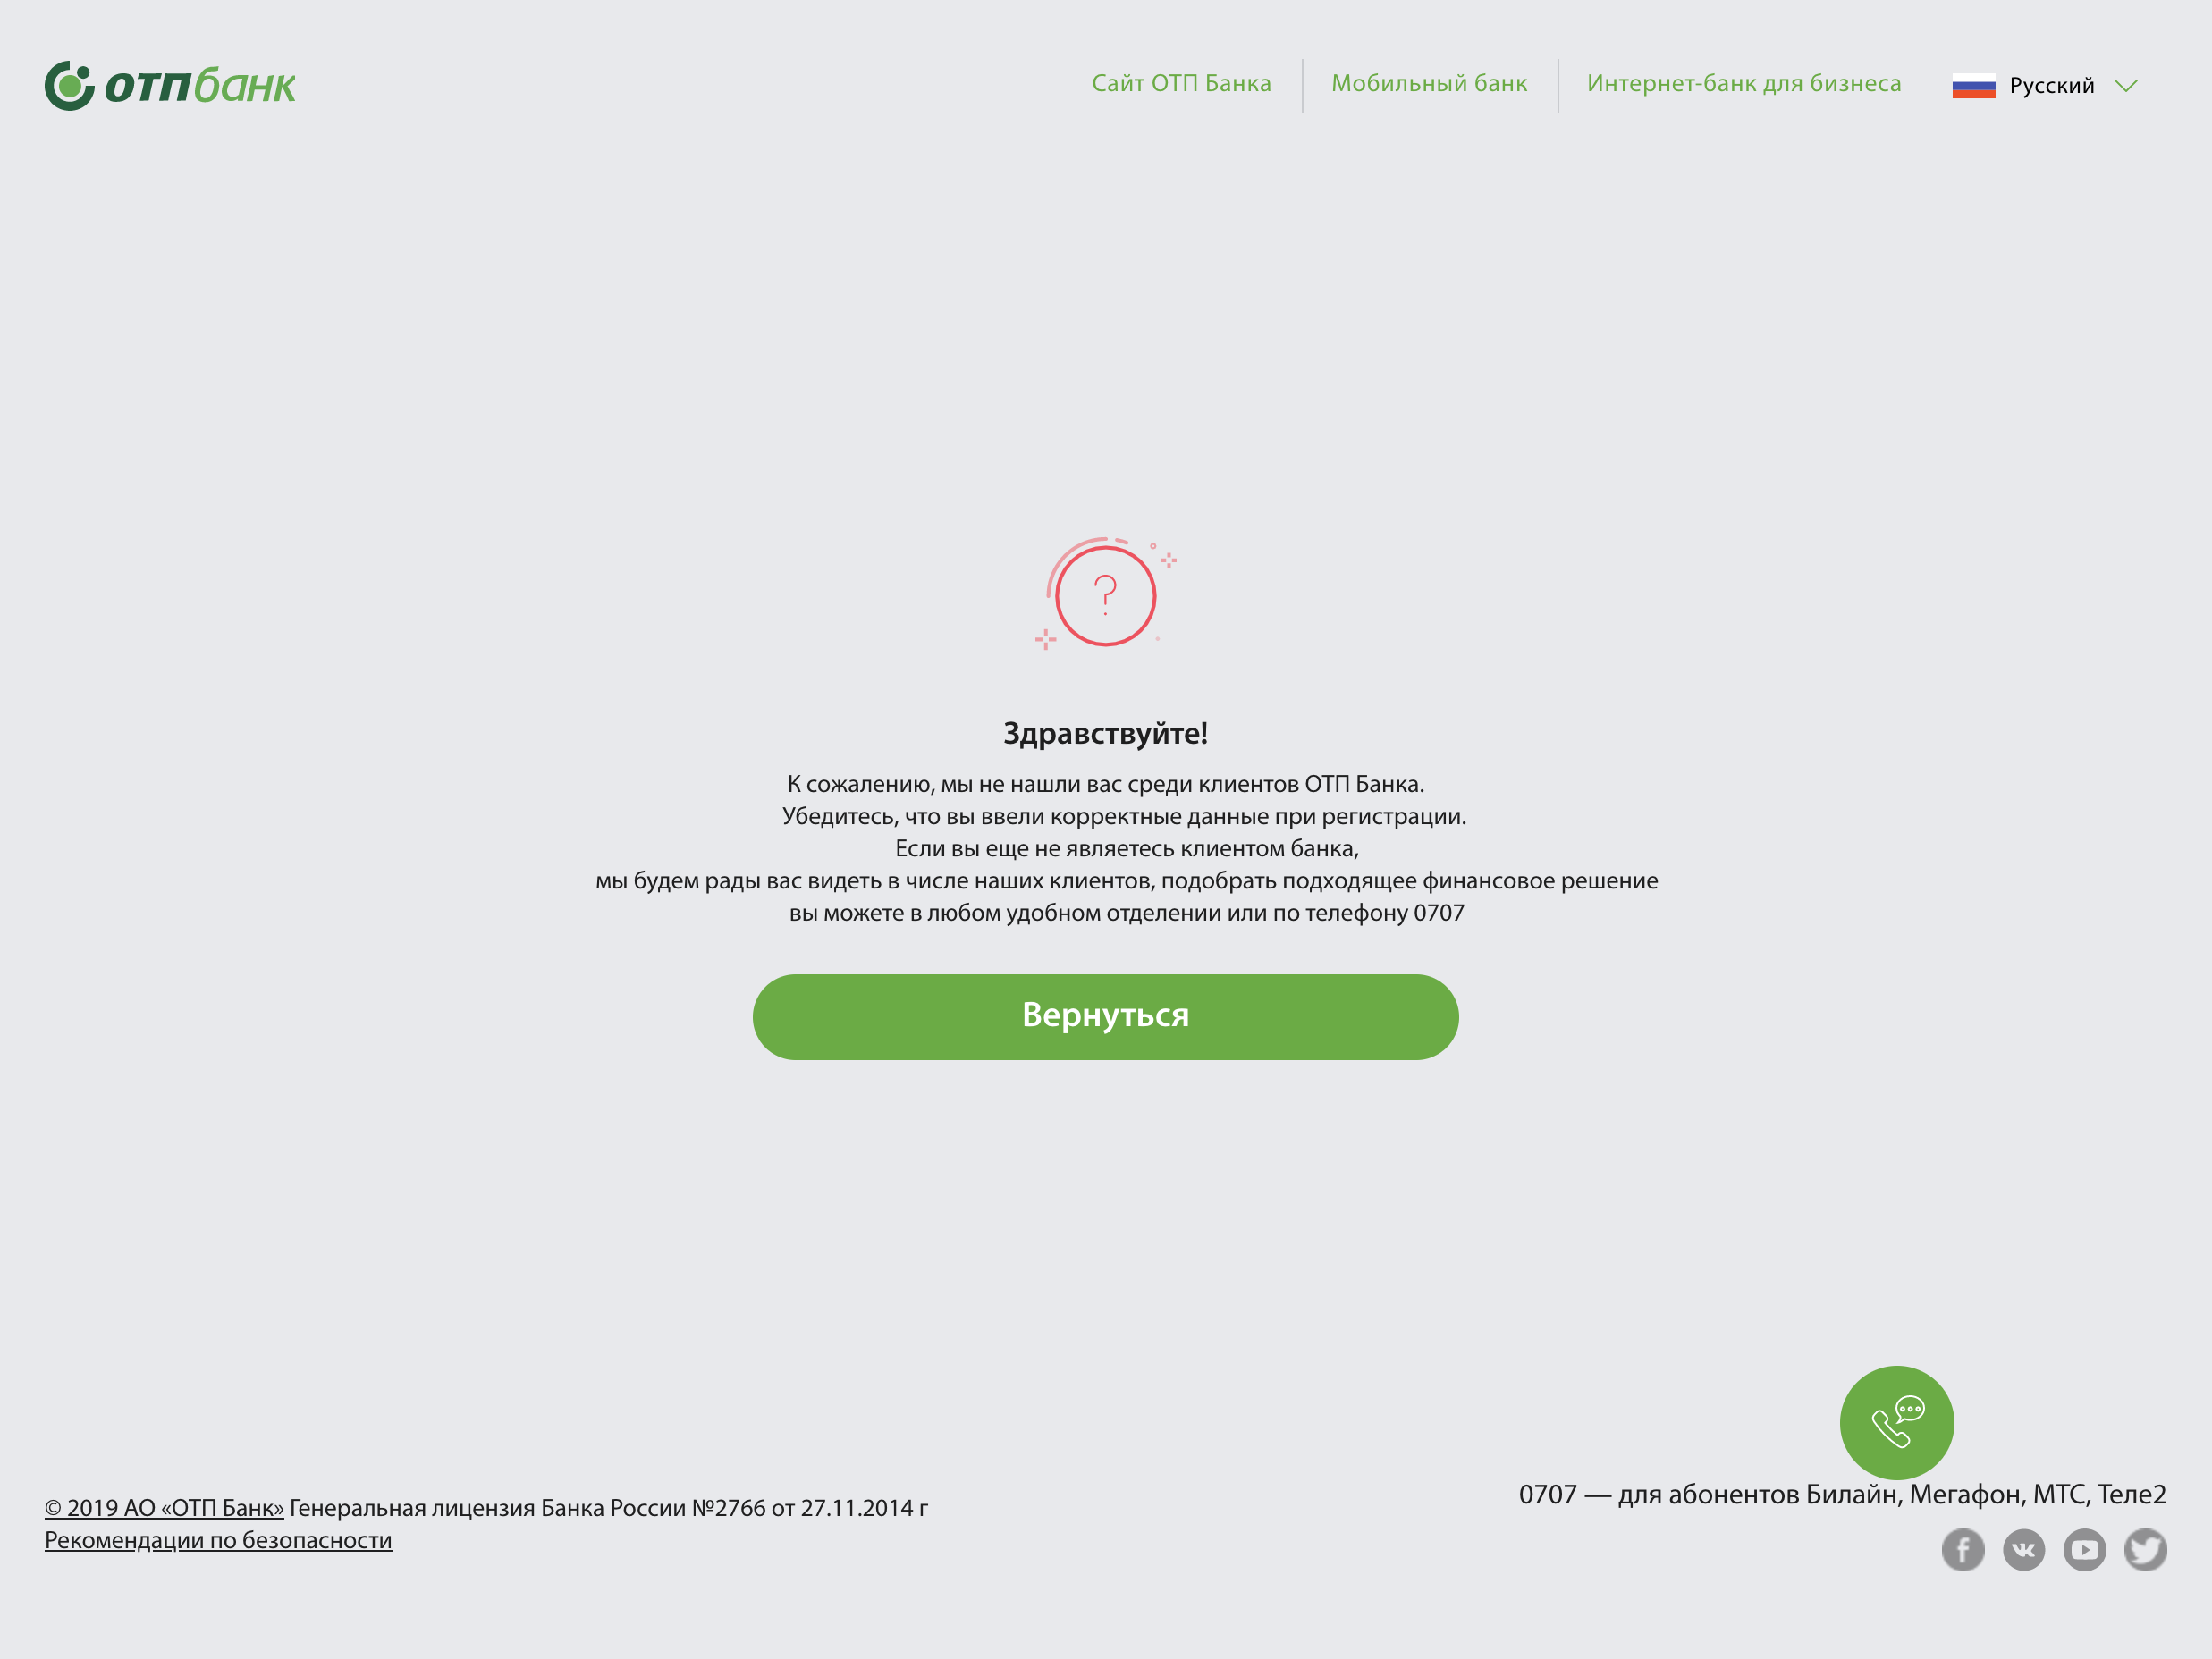 отпбанк
Сайт ОТП Банка
Мобильный банк
Интернет-банк для бизнеса
Русский
Здравствуйте!
К сожалению, мы не нашли вас среди клиентов ОТП Банка.
Убедитесь, что вы ввели корректные данные при регистрации.
Если вы еще не являетесь клиентом банка,
мы будем рады вас видеть в числе наших клиентов, подобрать подходящее финансовое решение
вы можете в любом удобном отделении или по телефону 0707
Вернуться
0707 — для абонентов Билайн, Мегафон, МТС, Теле2
© 2019 АО «ОТП Банк» Генеральная лицензия Банка России №2766 от 27.11.2014 г
Рекомендации по безопасности